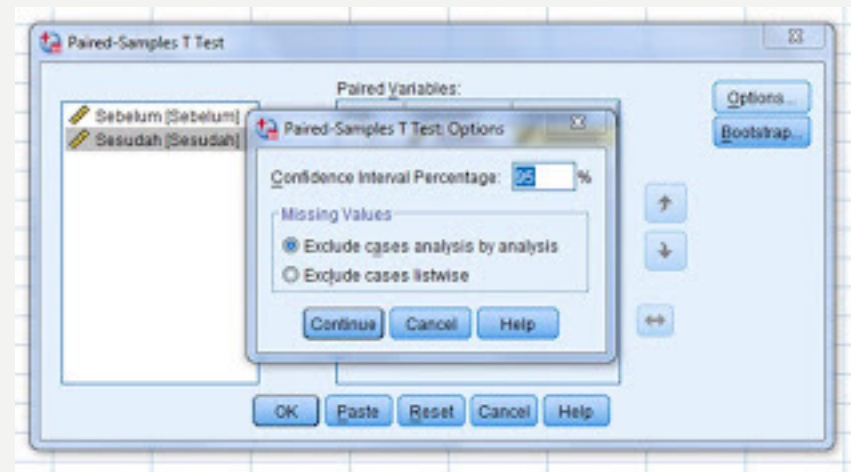 Paired-Samples T Test
Paired Variables:
Sebelum [Sebelum]
Sesudah [Sesudah]
Options...
Bootstrap...
Paired-Samples T Test: Options
Confidence Interval Percentage: 95 %
Missing Values
Exclude cases analysis by analysis
Exclude cases listwise
Continue Cancel Help
OK Paste Reset Cancel Help